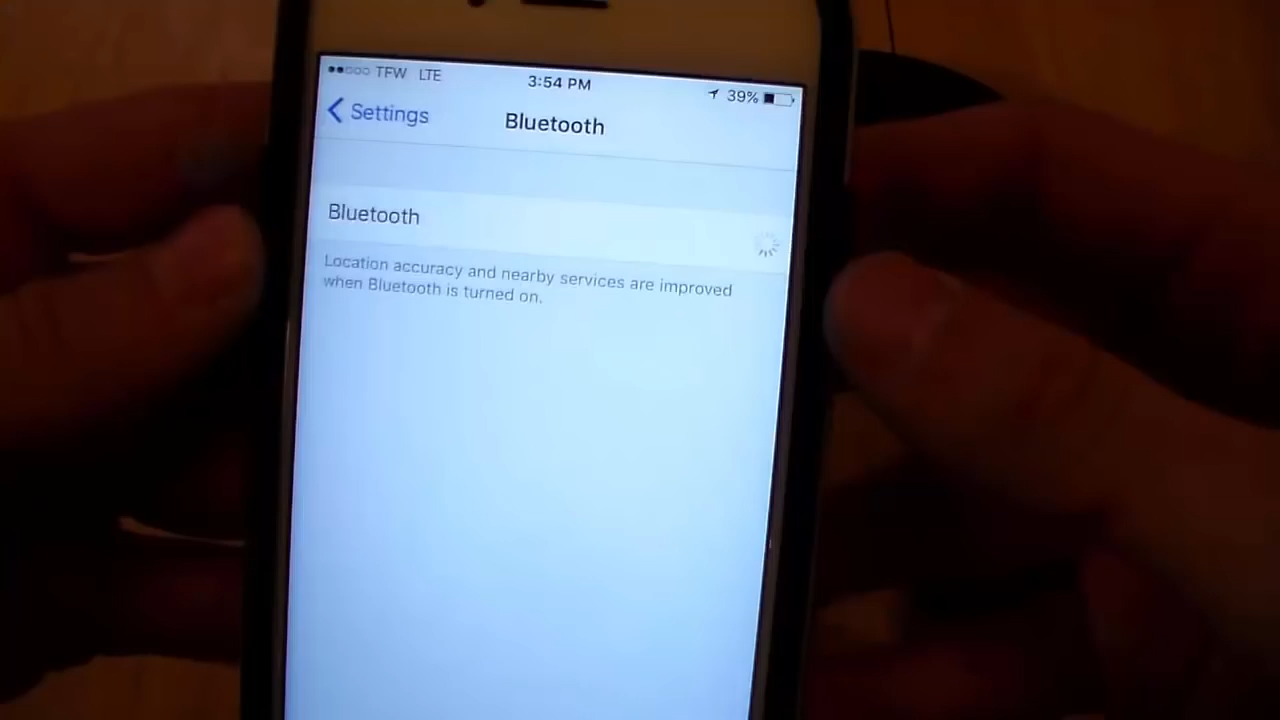 TFW LTE
3:54 PM
39%
Settings
Bluetooth
Bluetooth
Location accuracy and nearby services are improved
when Bluetooth is turned on.